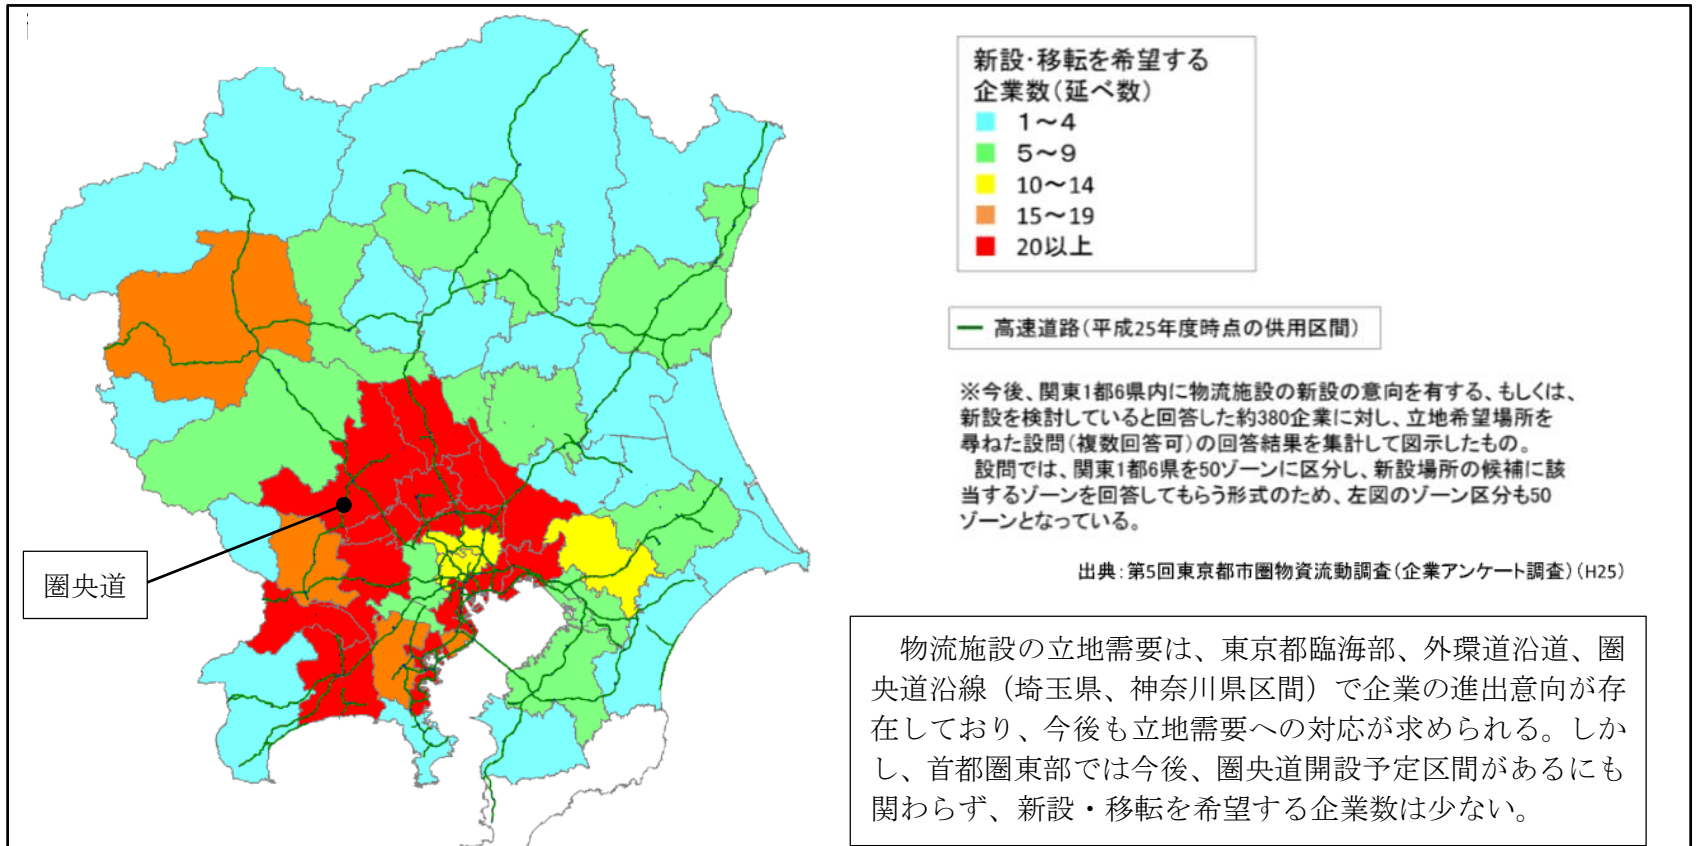 新設・移転を希望する
企業数(延べ数)
1～4
5～9
10～14
15～19
20以上
高速道路(平成25年度時点の供用区間)
※今後、関東1都6県内に物流施設の新設の意向を有する、もしくは、
新設を検討していると回答した約380企業に対し、立地希望場所を
尋ねた設問(複数回答可)の回答結果を集計して図示したもの。
設問では、関東1都6県を50ゾーンに区分し、新設場所の候補に該
当するゾーンを回答してもらう形式のため、左図のゾーン区分も50
ゾーンとなっている。
出典:第5回東京都市圏物資流動調査(企業アンケート調査)(H25)
圏央道
物流施設の立地需要は、東京都臨海部、外環道沿道、圏
央道沿線(埼玉県、神奈川県区間)で企業の進出意向が存
在しており、今後も立地需要への対応が求められる。しか
し、首都圏東部では今後、圏央道開設予定区間があるにも
関わらず、新設・移転を希望する企業数は少ない。